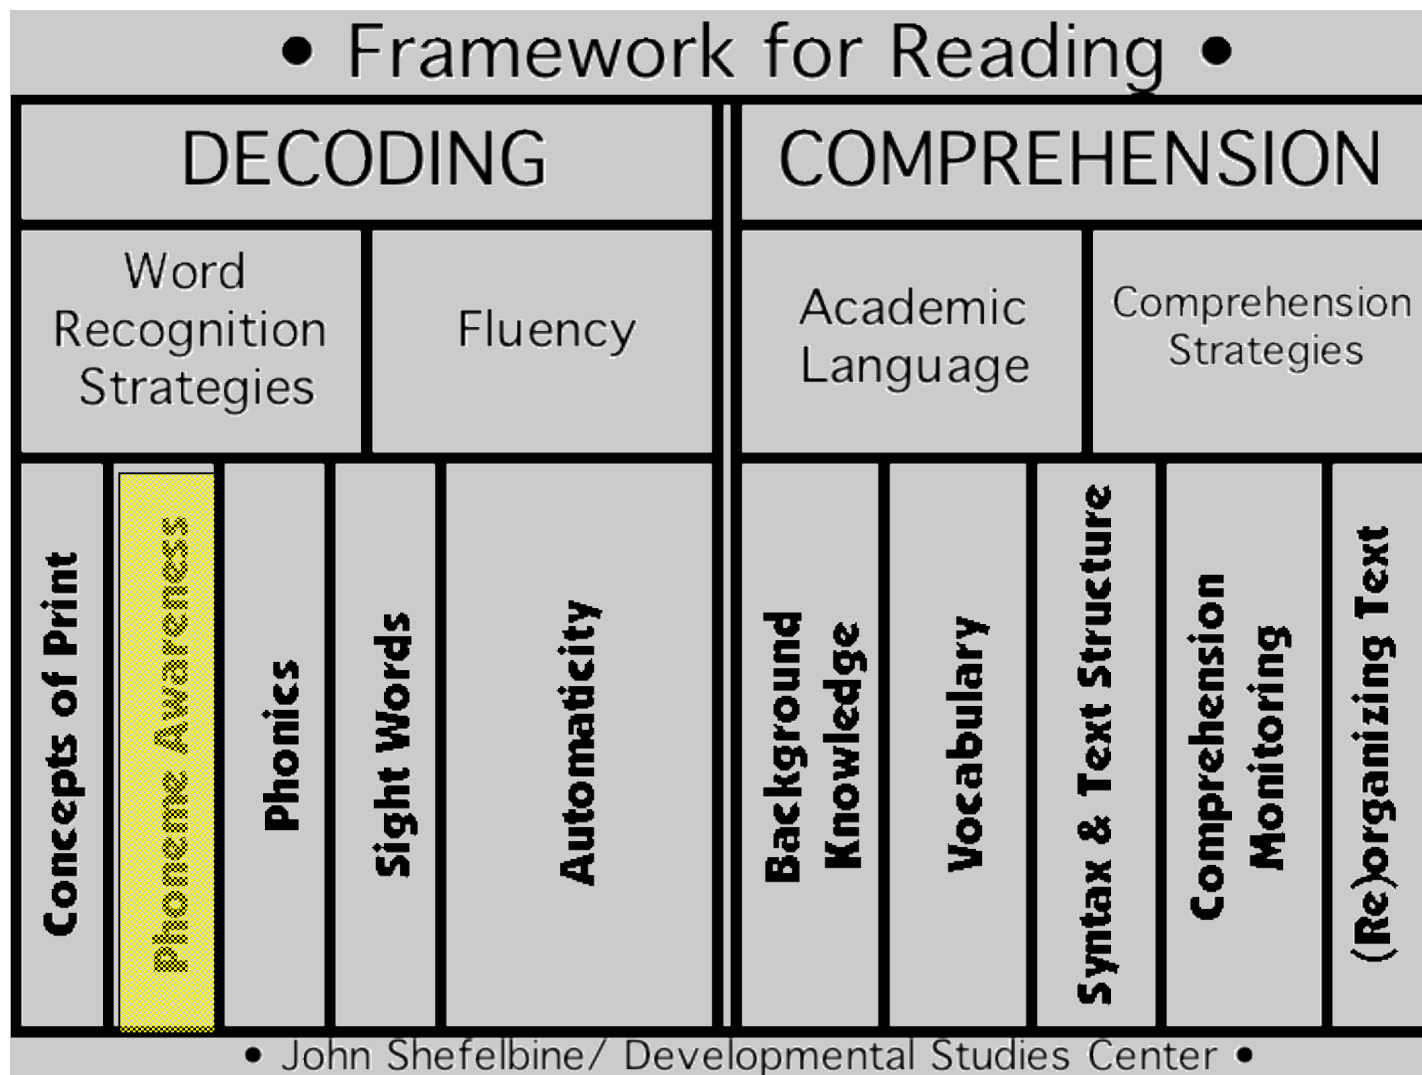 • Framework for Reading •
DECODING
COMPREHENSION
Word
Recognition
Strategies
Fluency
Academic
Language
Comprehension
Strategies
Concepts of Print
Phoneme Awareness
Phonics
Sight Words
Automaticity
Background
Knowledge
Vocabulary
Syntax & Text Structure
Comprehension
Monitoring
(Re)organizing Text
• John Shefelbine/ Developmental Studies Center •